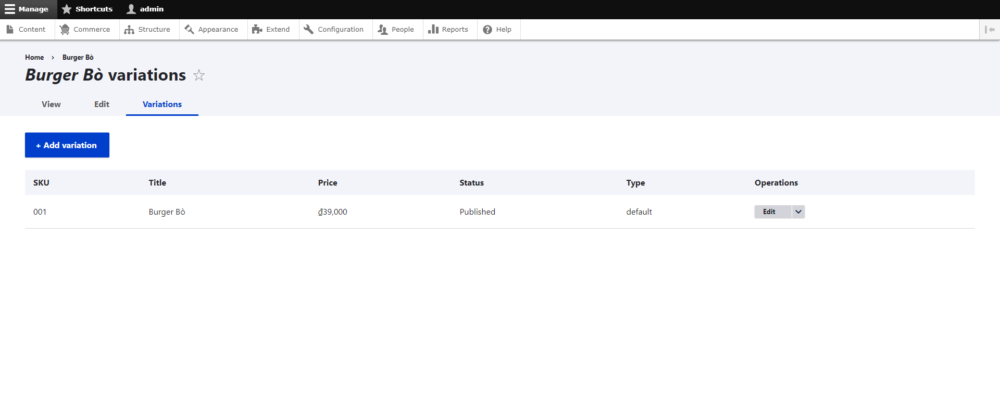 Manage Shortcuts admin
Content Commerce Structure Appearance Extend Configuration People Reports Help
Home › Burger Bò
Burger Bò variations
View Edit Variations
+ Add variation
SKU Title Price Status Type Operations
001 Burger Bò ₫39,000 Published default Edit